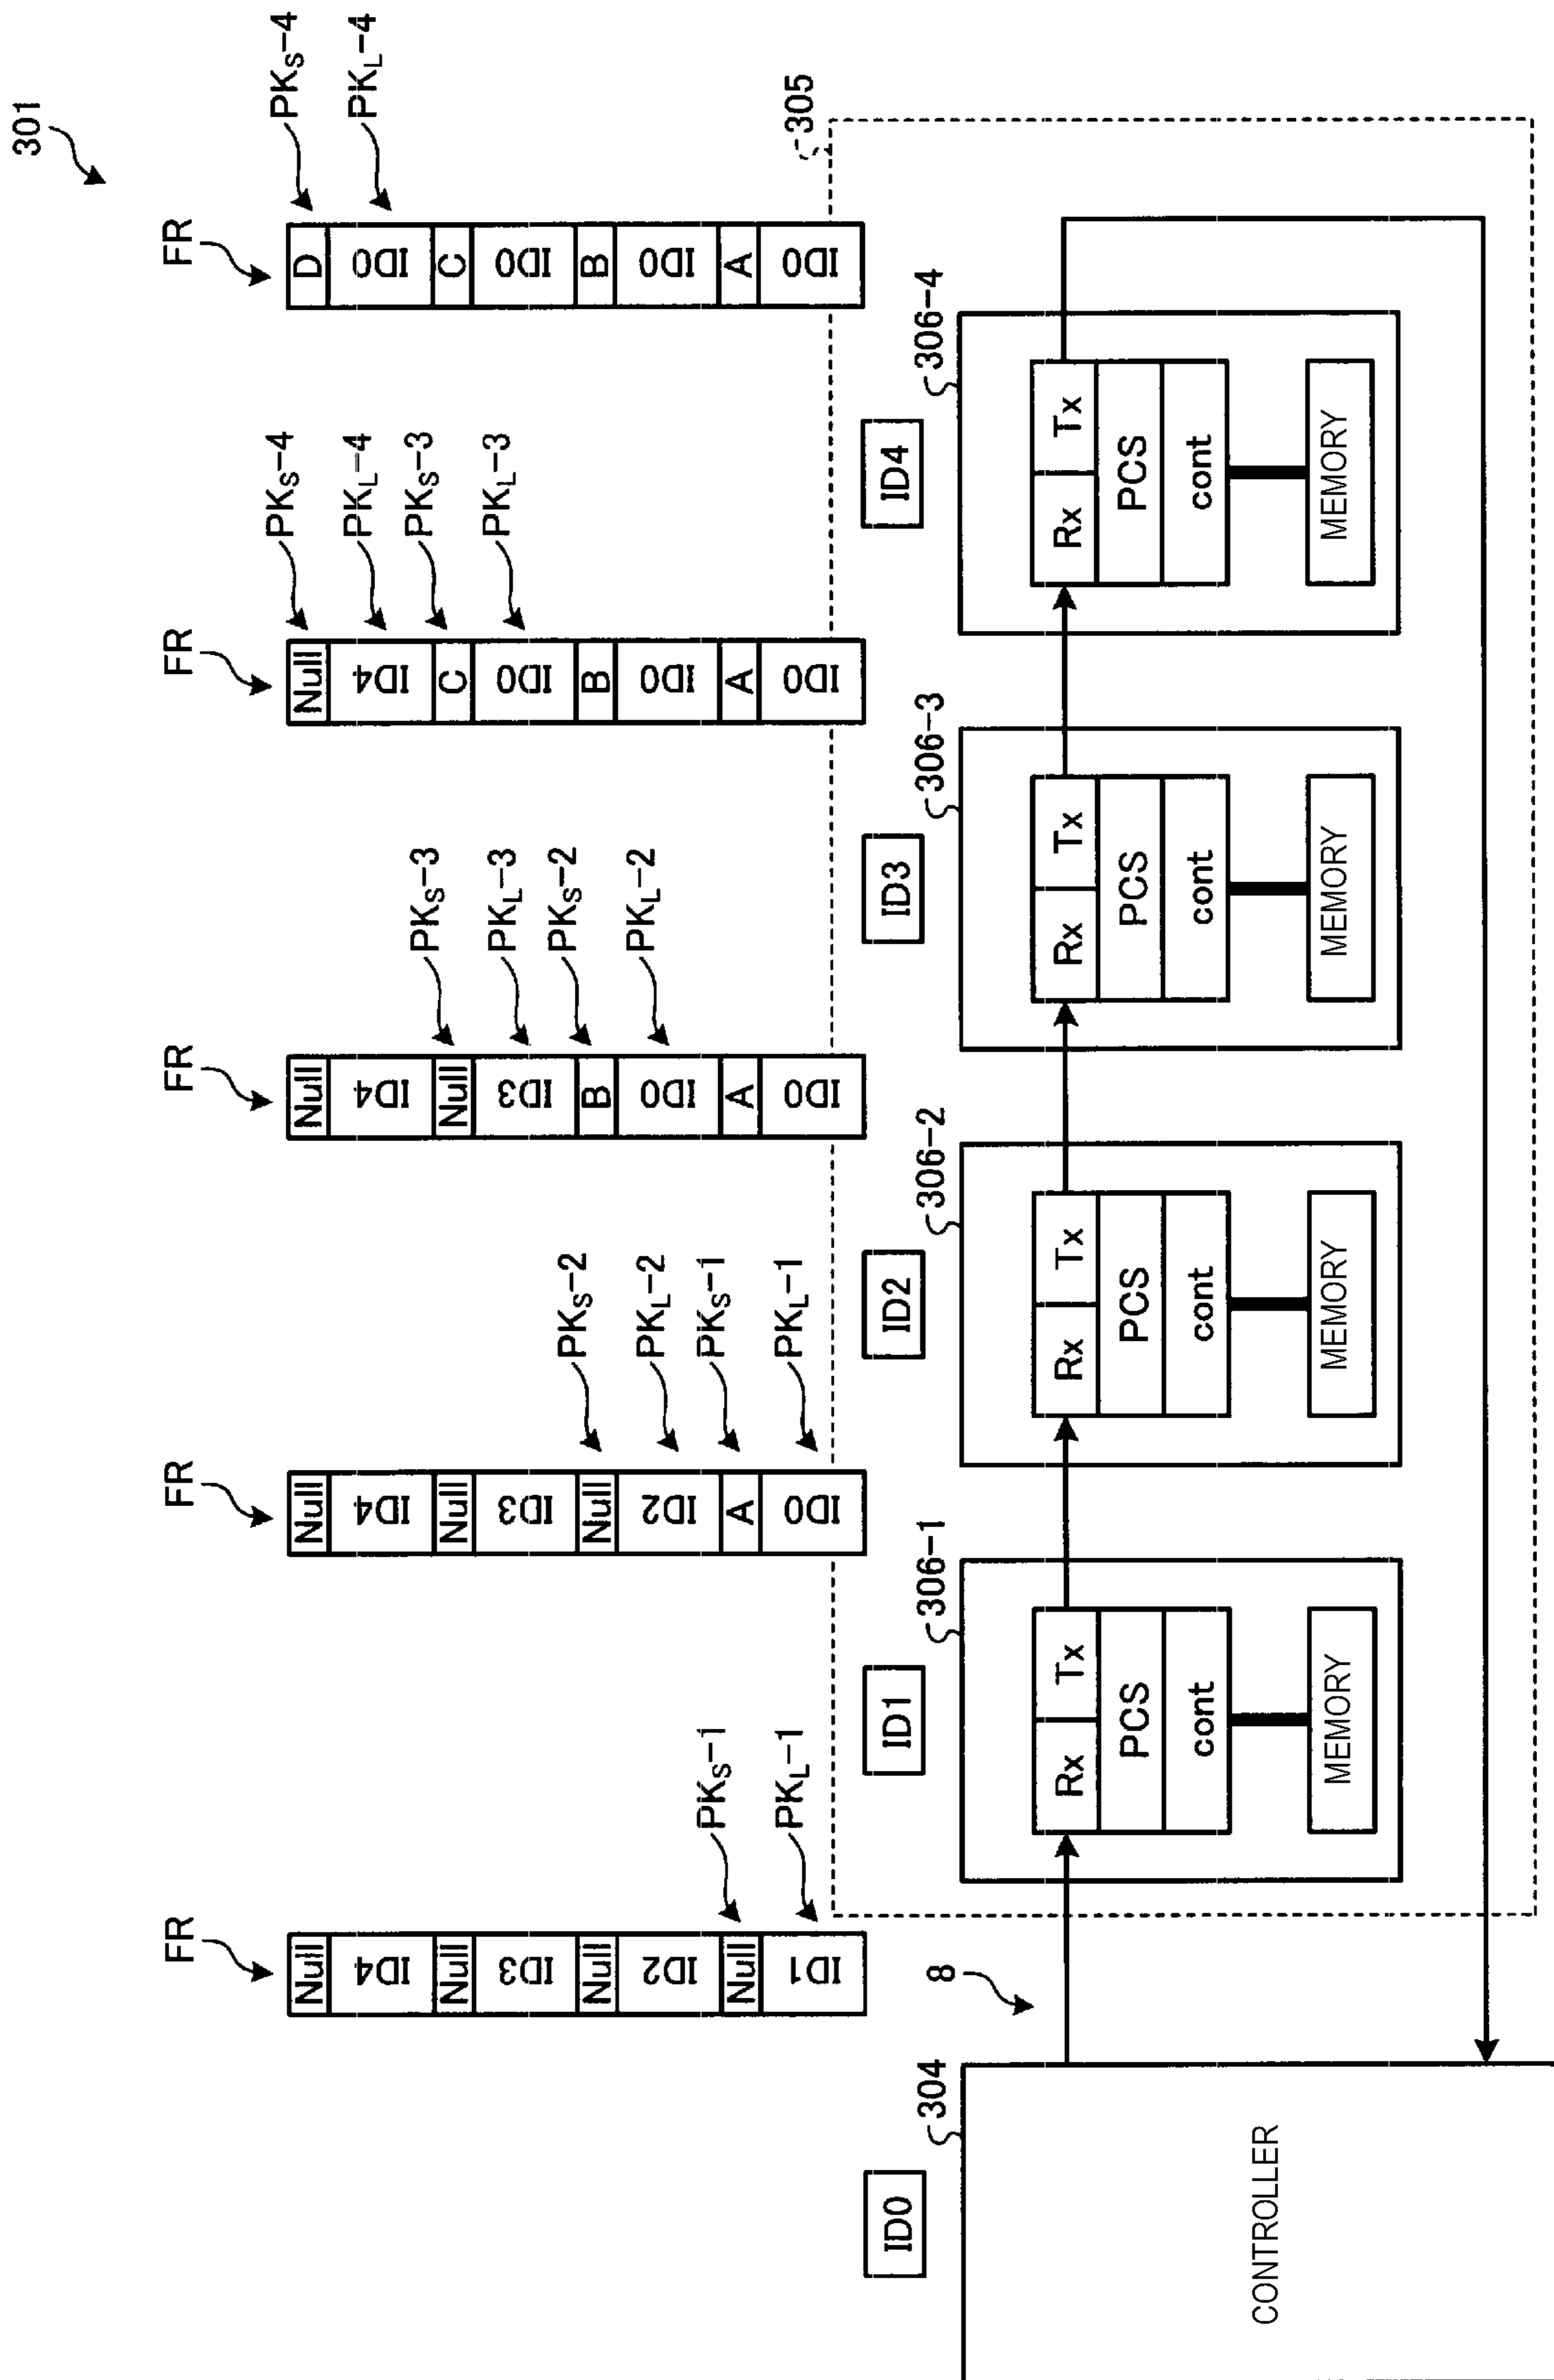 301
FR
FR
FR
FR
FR
PKS-1
PKL-1
PKS-2
PKL-2
PKS-1
PKL-1
PKS-3
PKL-3
PKS-2
PKL-2
PKS-4
PKL-4
PKS-3
PKL-3
PKS-4
PKL-4
Null
ID4
Null
ID3
Null
ID2
Null
ID1
Null
ID4
Null
ID3
Null
ID2
A
ID0
Null
ID4
Null
ID3
B
ID0
A
ID0
Null
ID4
C
ID0
B
ID0
A
ID0
D
ID0
C
ID0
B
ID0
A
ID0
305
ID0
ID1
ID2
ID3
ID4
304
8
306-1
306-2
306-3
306-4
CONTROLLER
Rx Tx
PCS
cont
MEMORY
Rx Tx
PCS
cont
MEMORY
Rx Tx
PCS
cont
MEMORY
Rx Tx
PCS
cont
MEMORY